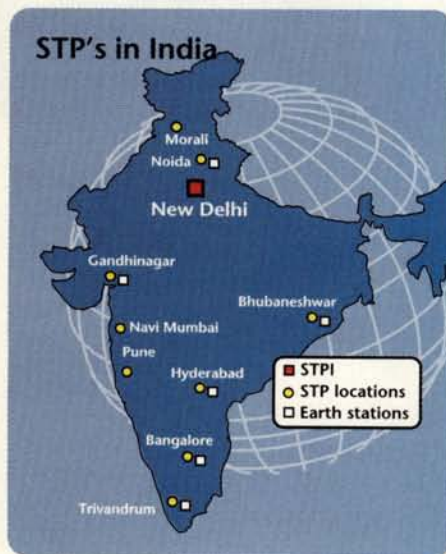 STP's in India
Morali
Noida
New Delhi
Gandhinagar
Bhubaneshwar
Navi Mumbai
Pune
Hyderabad
STPI
STP locations
Earth stations
Bangalore
Trivandrum